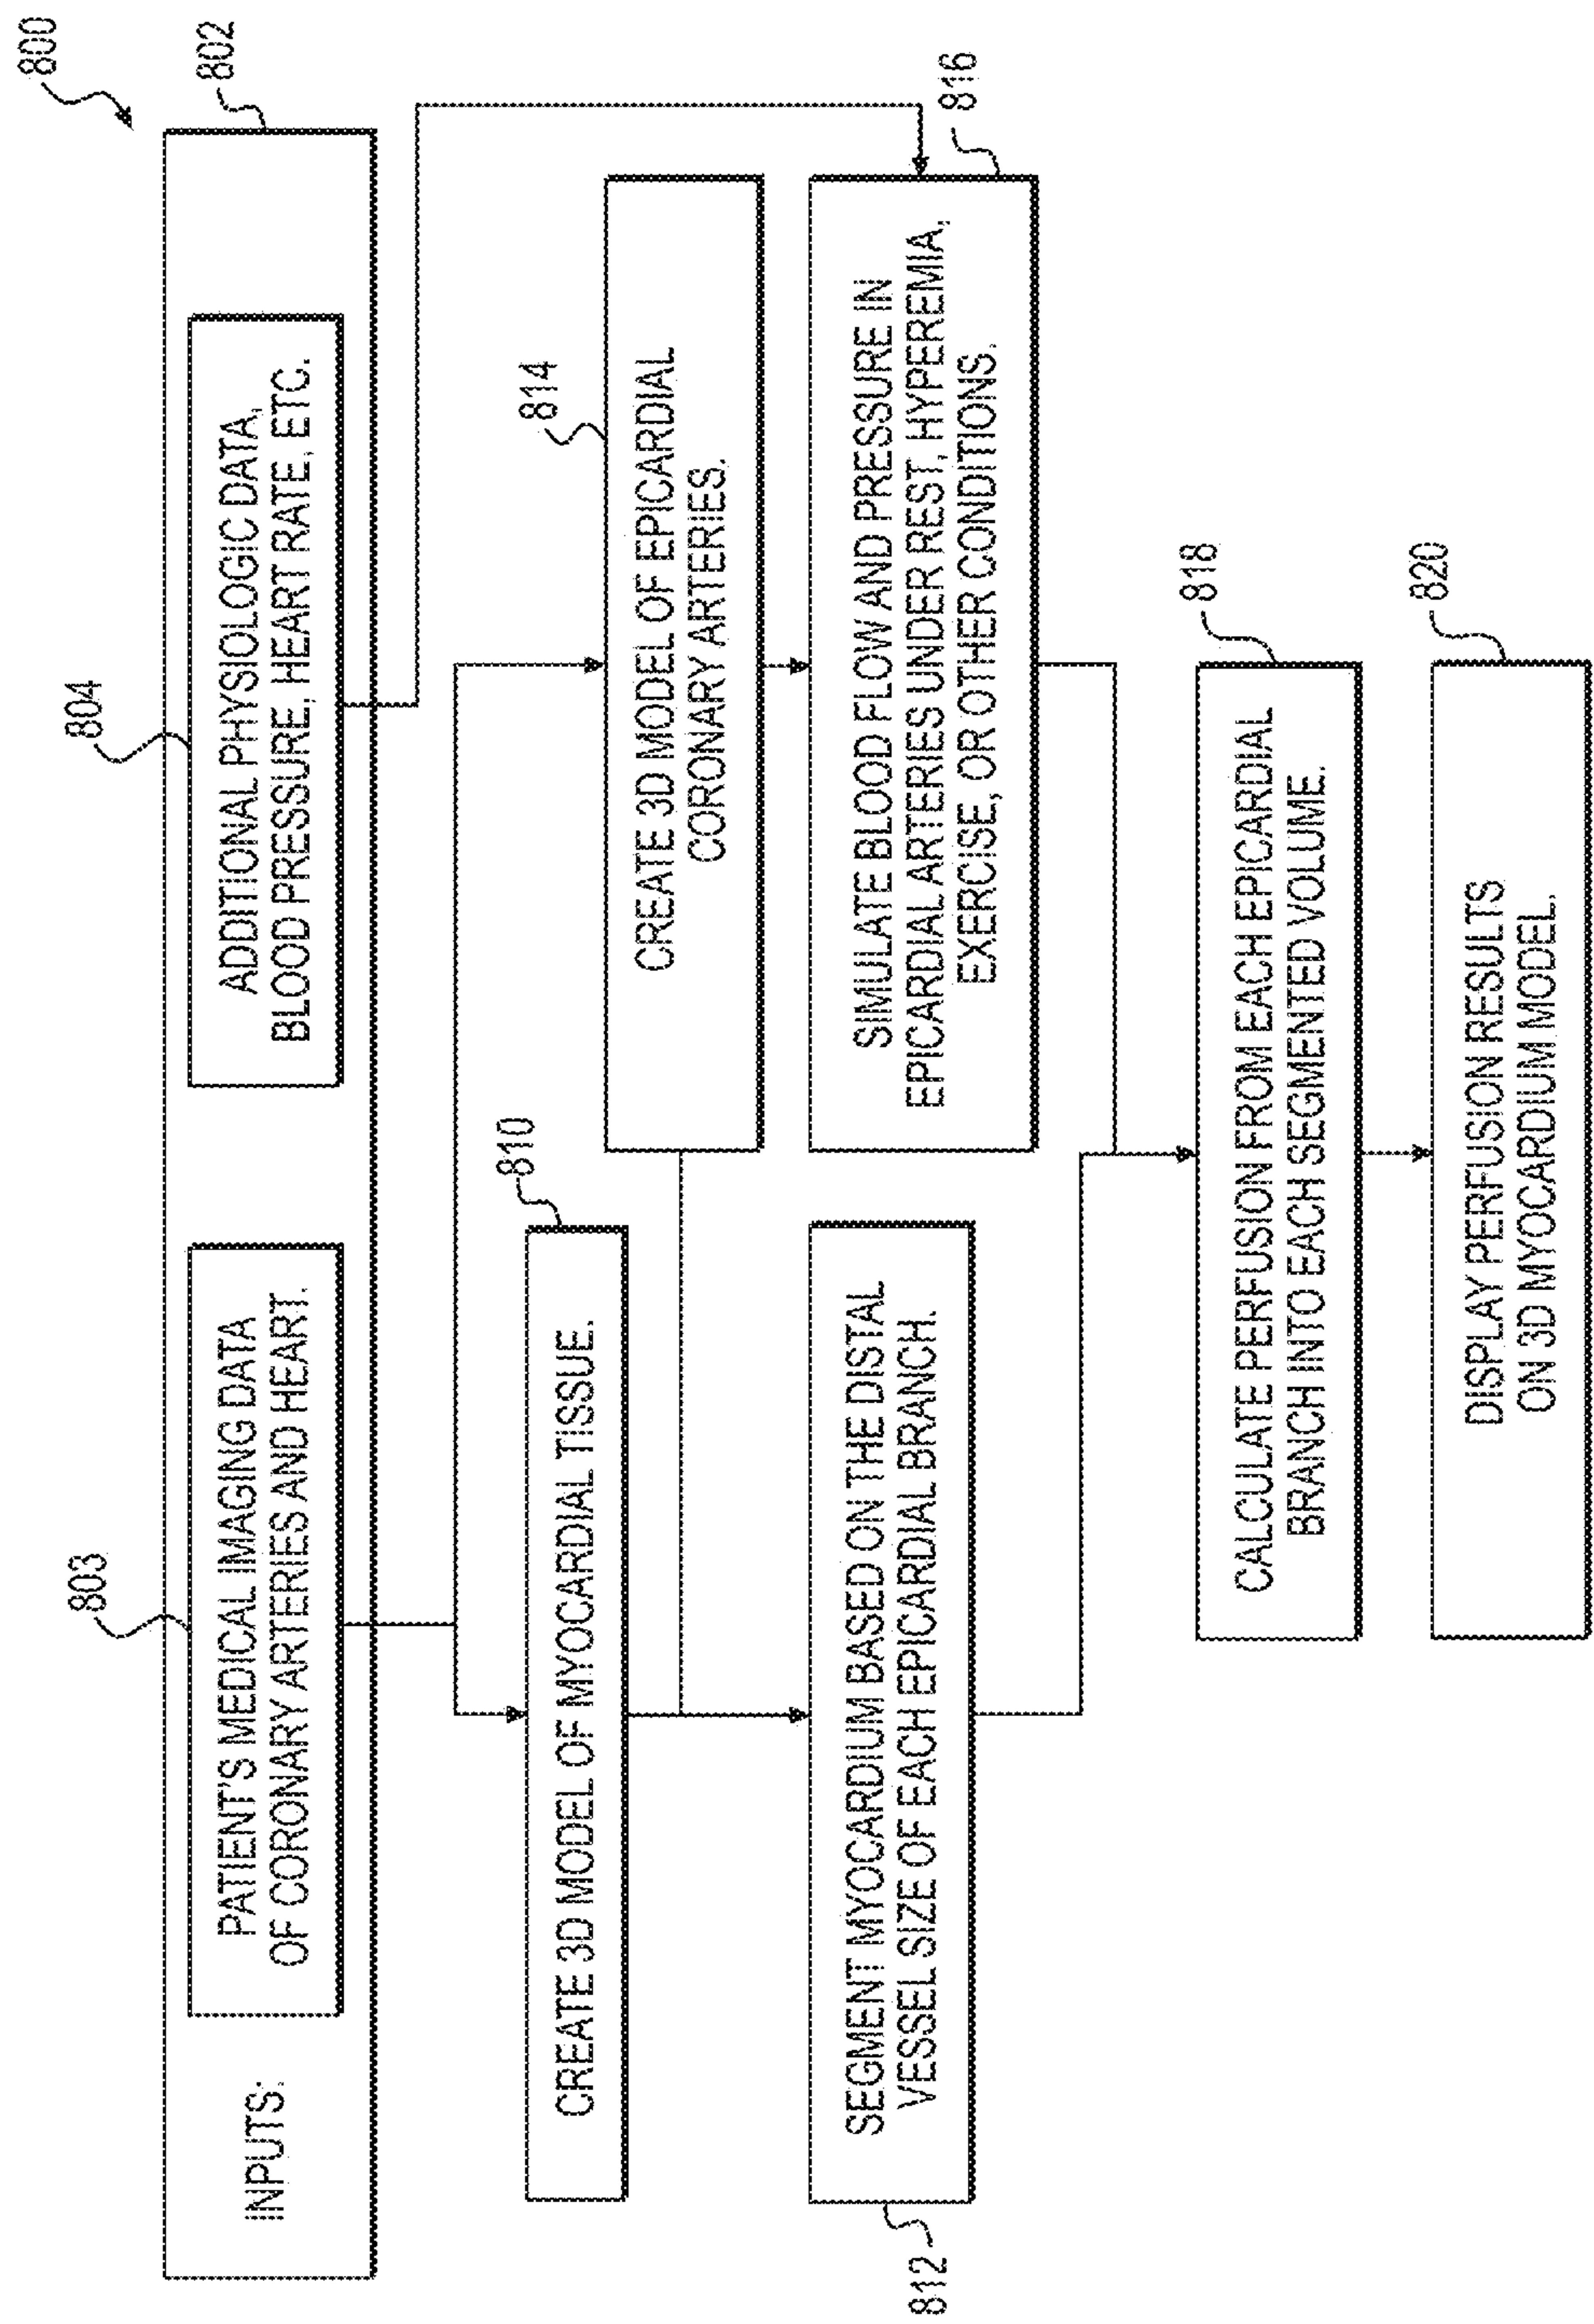 800
802
INPUTS:
803
PATIENT'S MEDICAL IMAGING DATA
OF CORONARY ARTERIES AND HEART.
804
ADDITIONAL PHYSIOLOGIC DATA,
BLOOD PRESSURE, HEART RATE, ETC.
810
CREATE 3D MODEL OF MYOCARDIAL TISSUE.
814
CREATE 3D MODEL OF EPICARDIAL
CORONARY ARTERIES.
812
SEGMENT MYOCARDIUM BASED ON THE DISTAL
VESSEL SIZE OF EACH EPICARDIAL BRANCH.
816
SIMULATE BLOOD FLOW AND PRESSURE IN
EPICARDIAL ARTERIES UNDER REST, HYPEREMIA,
EXERCISE, OR OTHER CONDITIONS.
818
CALCULATE PERFUSION FROM EACH EPICARDIAL
BRANCH INTO EACH SEGMENTED VOLUME.
820
DISPLAY PERFUSION RESULTS
ON 3D MYOCARDIUM MODEL.